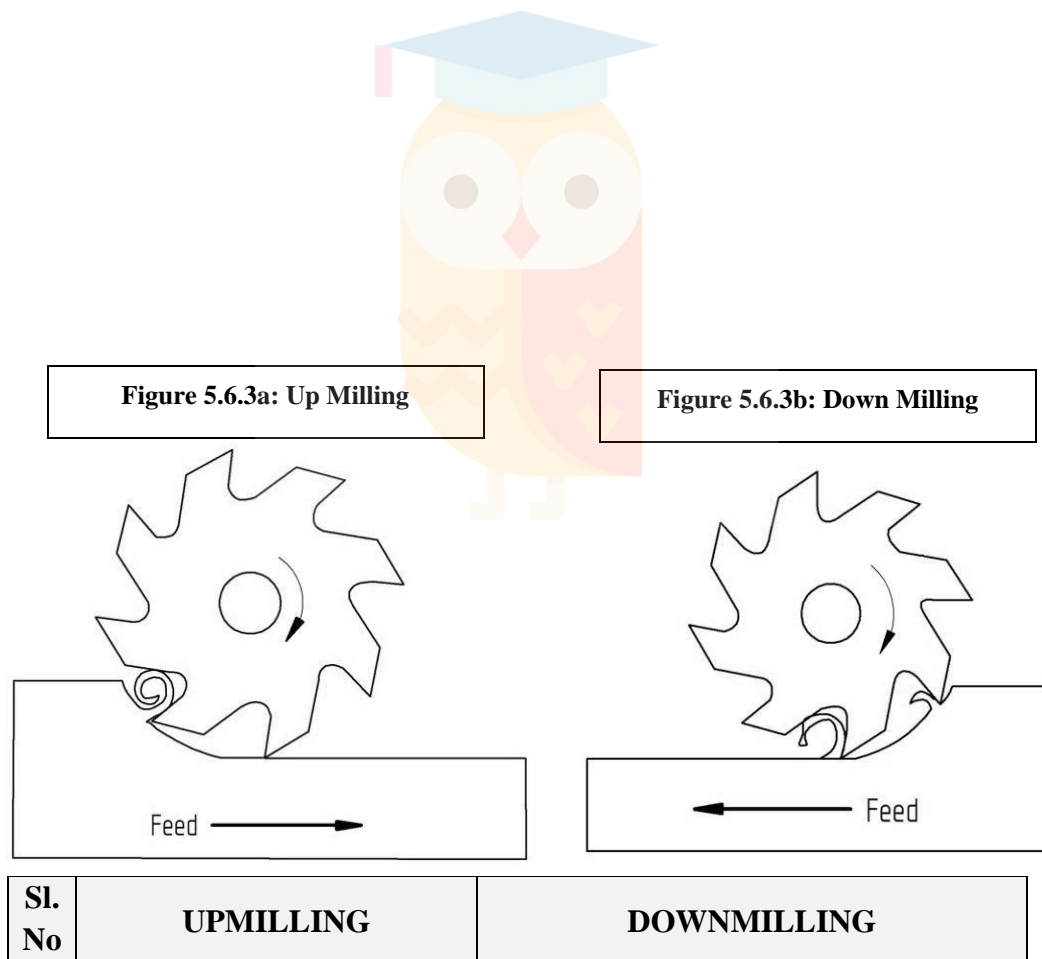 Figure 5.6.3a: Up Milling
Figure 5.6.3b: Down Milling
Feed
Feed
Sl.
No
UPMILLING
DOWNMILLING